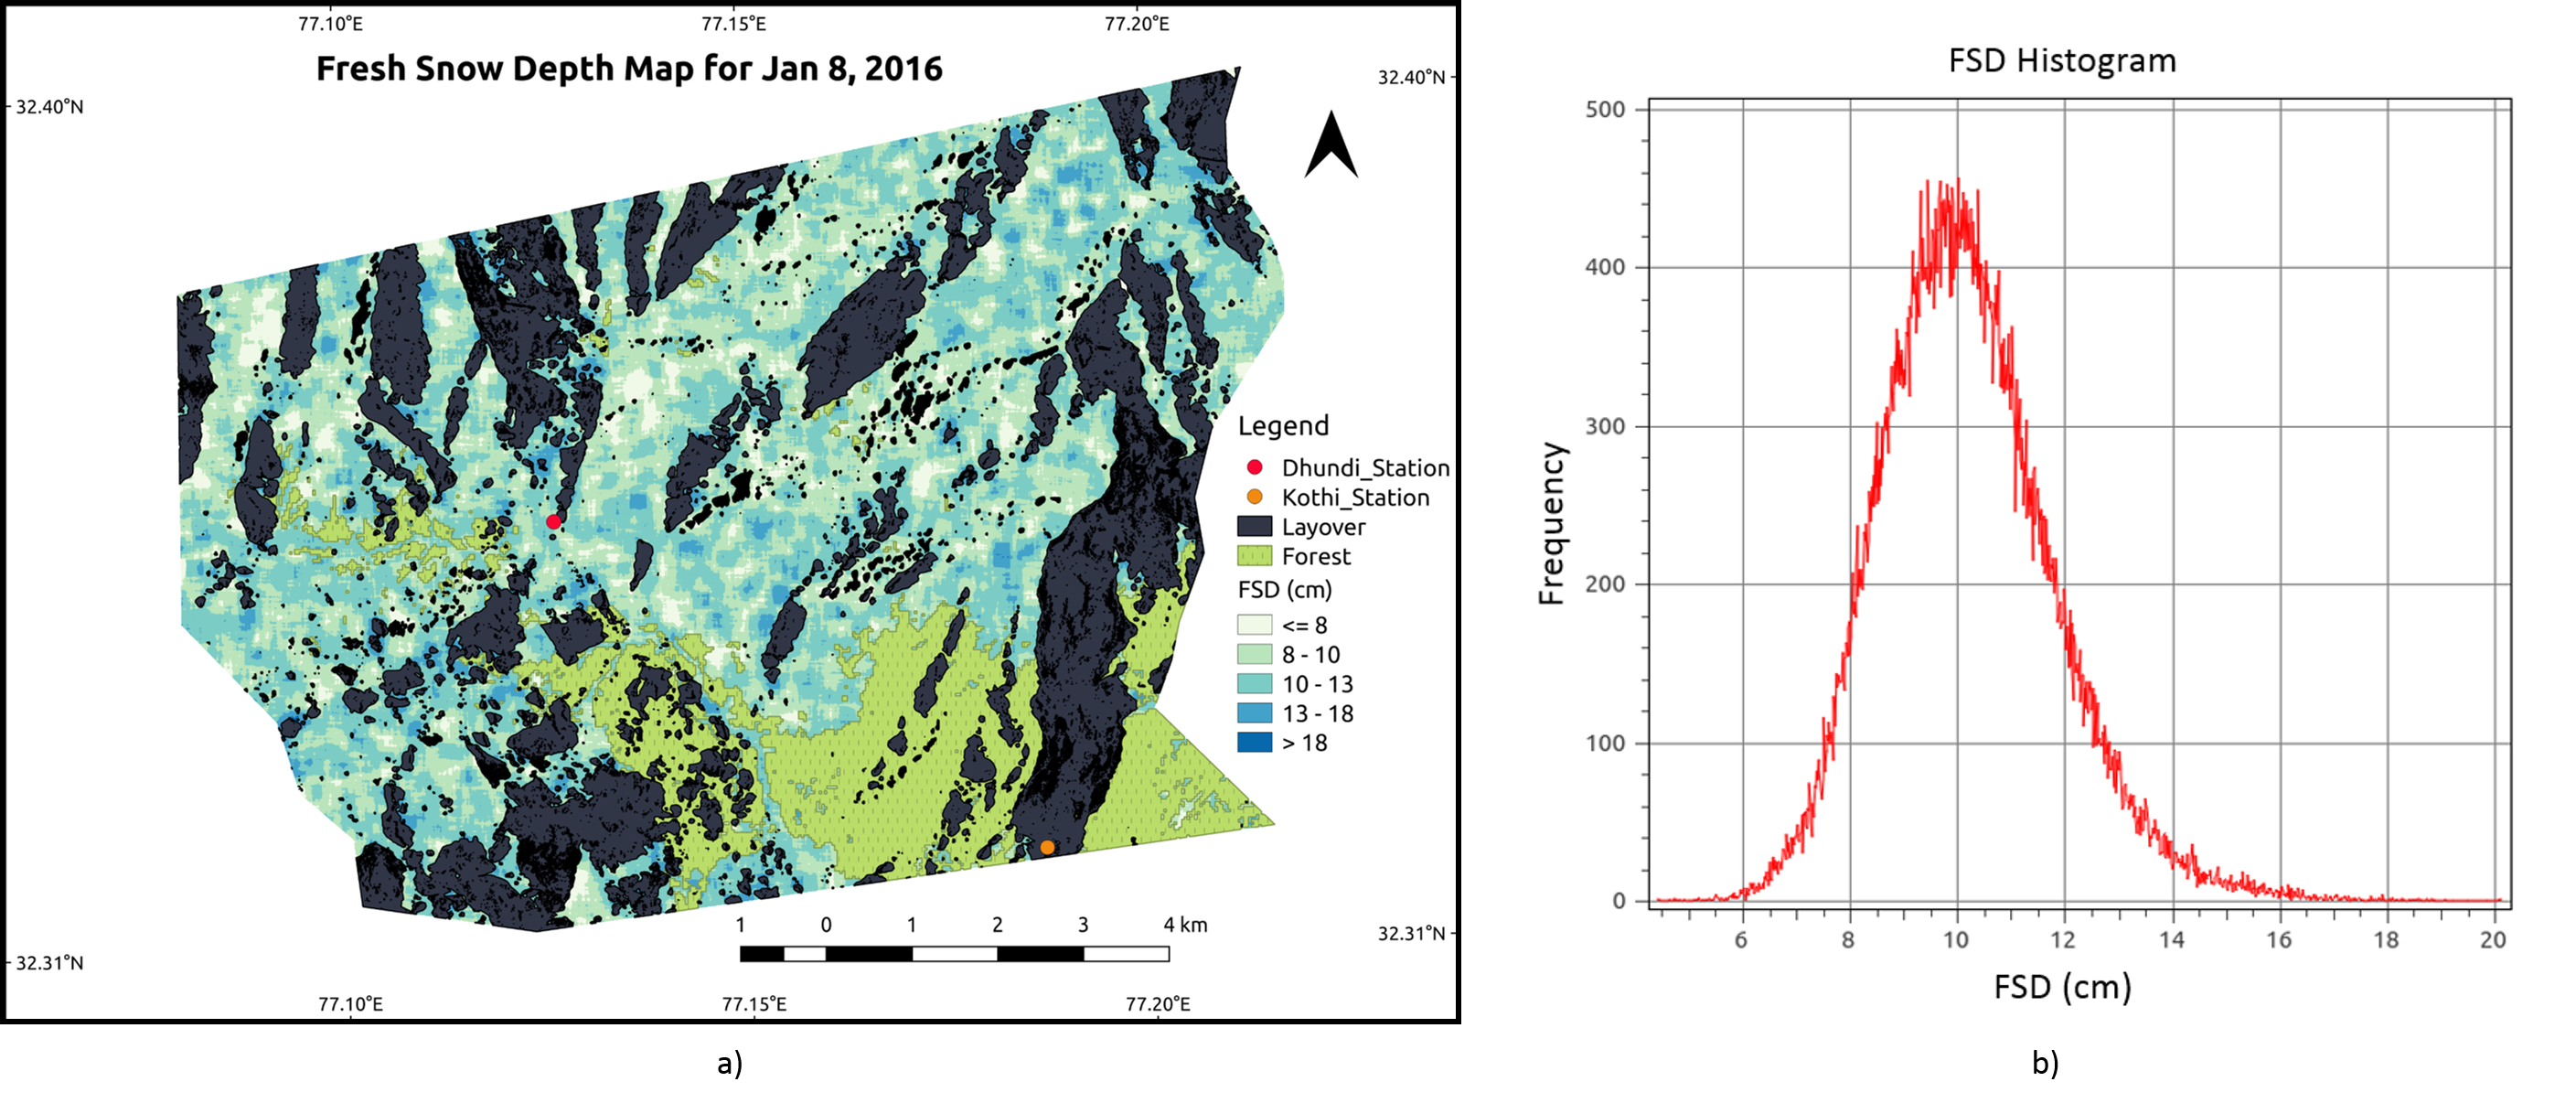 77.10°E 77.15°E 77.20°E
Fresh Snow Depth Map for Jan 8, 2016
32.40°N
32.40°N
Legend
Dhundi_Station
Kothi_Station
Layover
Forest
FSD (cm)
<= 8
8 - 10
10 - 13
13 - 18
> 18
1 0 1 2 3 4 km
32.31°N
32.31°N
77.10°E 77.15°E 77.20°E
a)
FSD Histogram
Frequency
500
400
300
200
100
0
6 8 10 12 14 16 18 20
FSD (cm)
b)